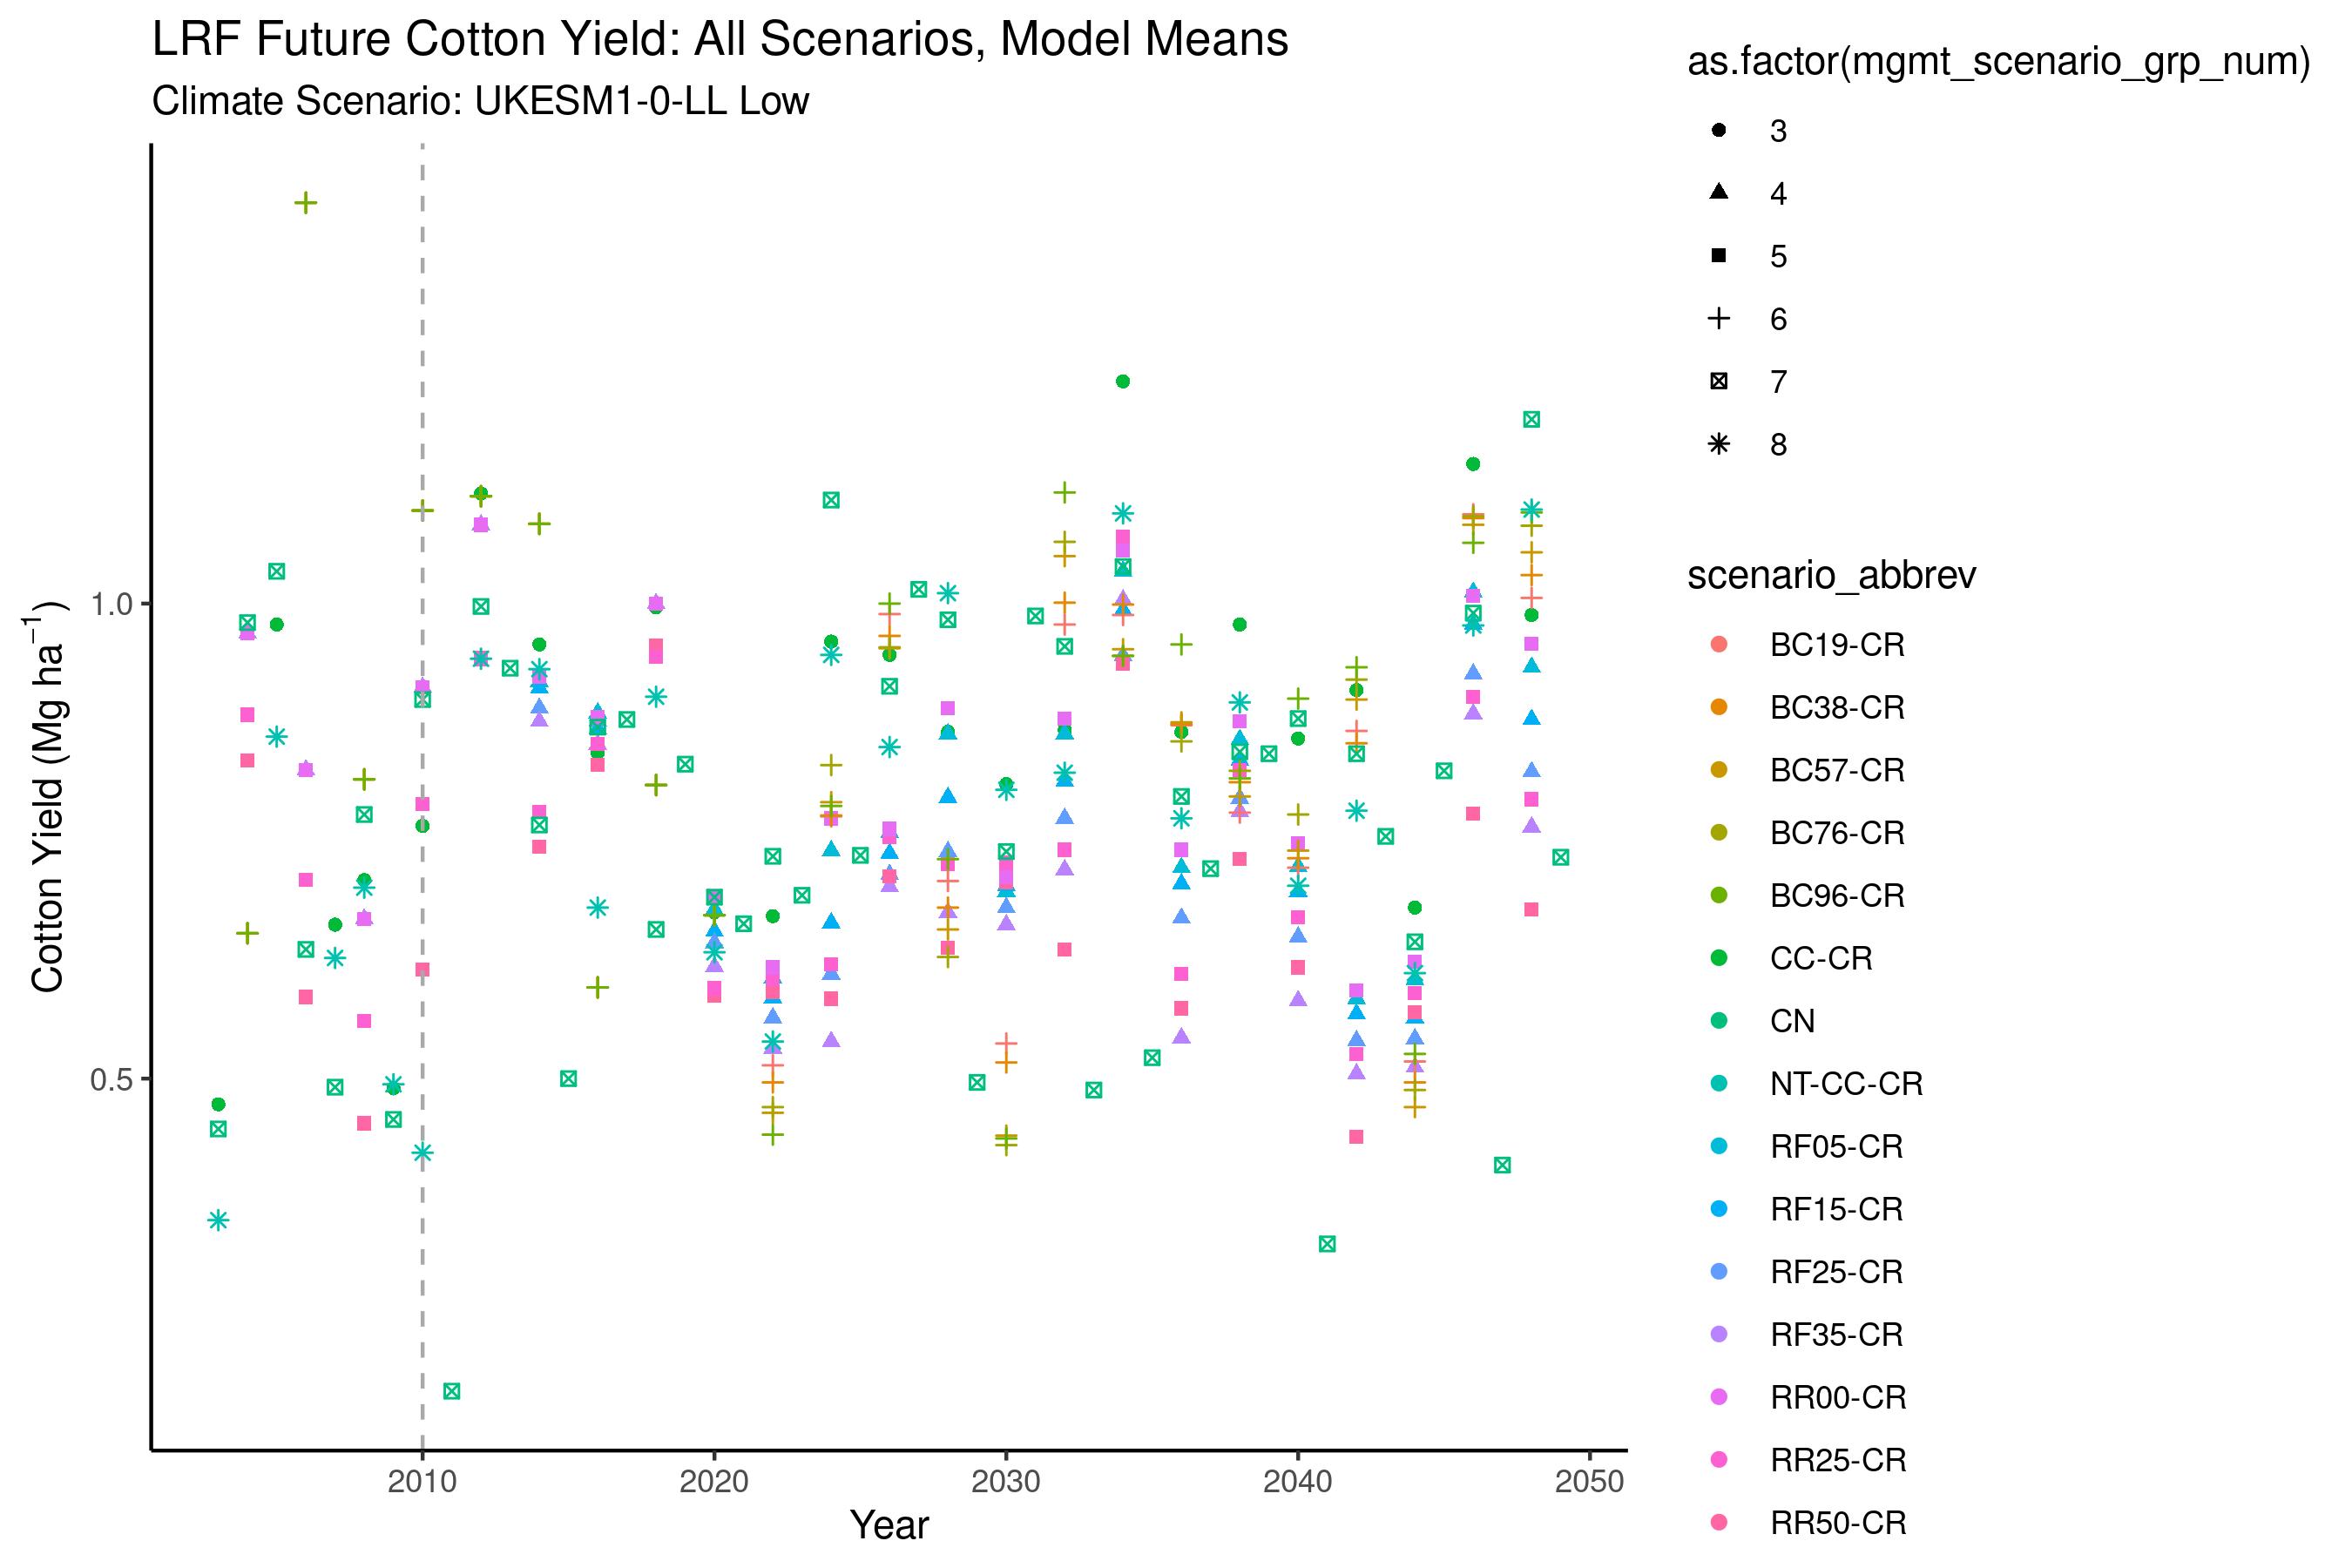 LRF Future Cotton Yield: All Scenarios, Model Means
Climate Scenario: UKESM1-0-LL Low
Cotton Yield (Mg ha−1)
1.0
0.5
2010
2020
2030
2040
2050
Year
as.factor(mgmt_scenario_grp_num)
3
4
5
6
7
8
scenario_abbrev
BC19-CR
BC38-CR
BC57-CR
BC76-CR
BC96-CR
CC-CR
CN
NT-CC-CR
RF05-CR
RF15-CR
RF25-CR
RF35-CR
RR00-CR
RR25-CR
RR50-CR